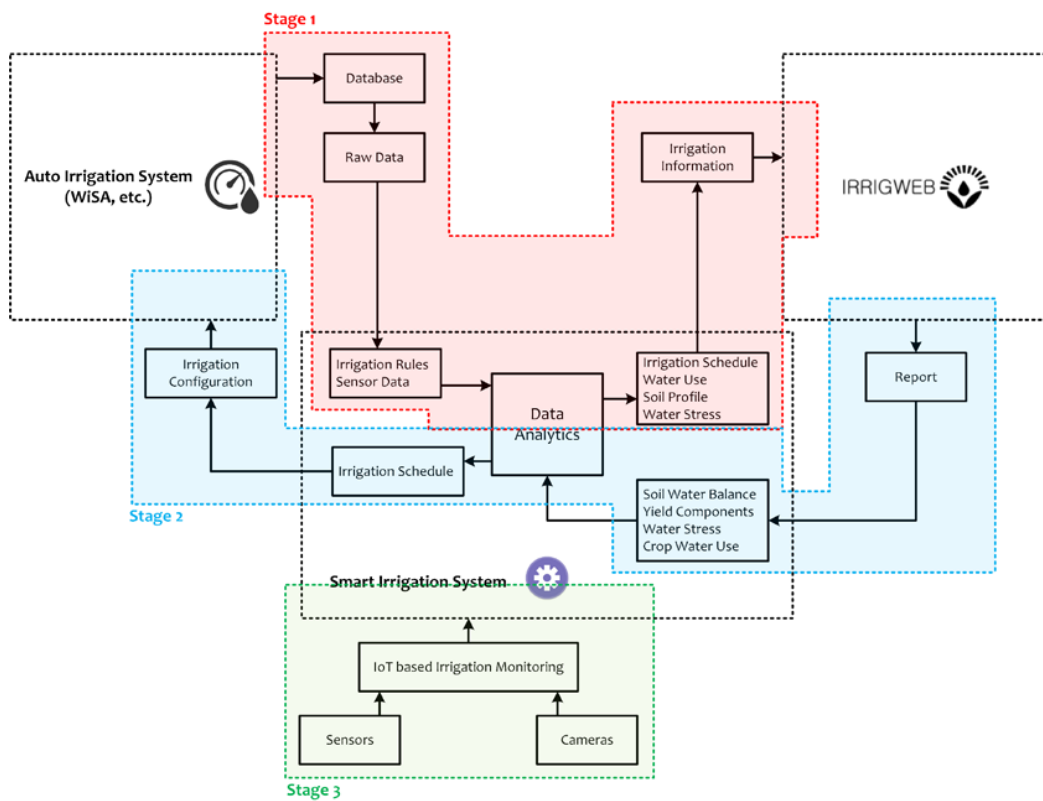 Stage 1
Database
Raw Data
Irrigation
Information
Auto Irrigation System
(WiSA, etc.)
IRRIGWEB
Irrigation
Configuration
Irrigation Rules
Sensor Data
Data
Analytics
Irrigation Schedule
Water Use
Soil Profile
Water Stress
Report
Irrigation Schedule
Stage 2
Soil Water Balance
Yield Components
Water Stress
Crop Water Use
Smart Irrigation System
IoT based Irrigation Monitoring
Sensors
Cameras
Stage 3